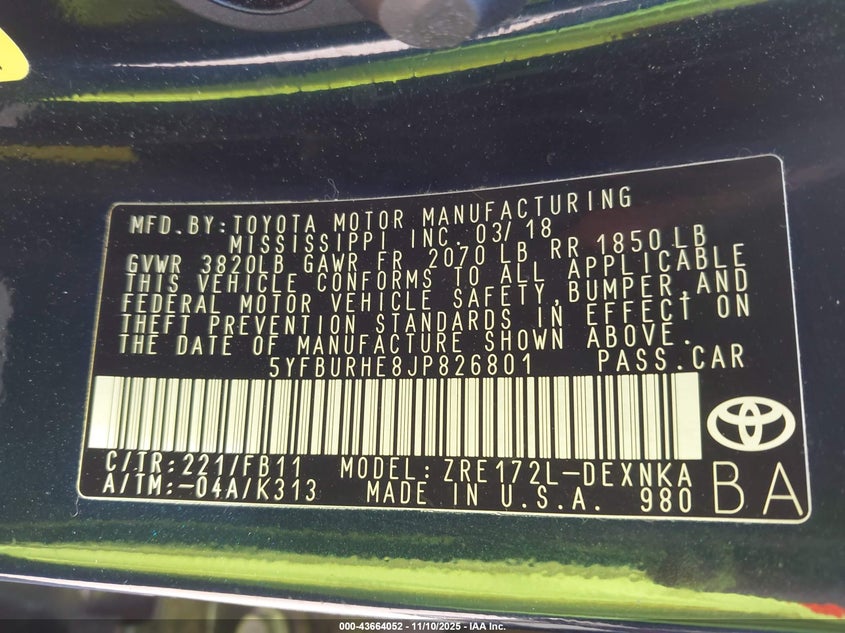 MFD. BY: TOYOTA MOTOR MANUFACTURING
MISSISSIPPI INC. 03/18
GVWR 3820LB GAWR FR 2070 LB RR 1850 LB
THIS VEHICLE CONFORMS TO ALL APPLICABLE
FEDERAL MOTOR VEHICLE SAFETY, BUMPER, AND
THEFT PREVENTION STANDARDS IN EFFECT ON
THE DATE OF MANUFACTURE SHOWN ABOVE.
5YFBURHE8JP826801 PASS. CAR
C/TR: 221/FB11 MODEL: ZRE172L-DEXNKA
A/TM: -04A/K313 MADE IN U.S.A. 980 BA
000-43664052 - 11/10/2025 - IAA Inc.